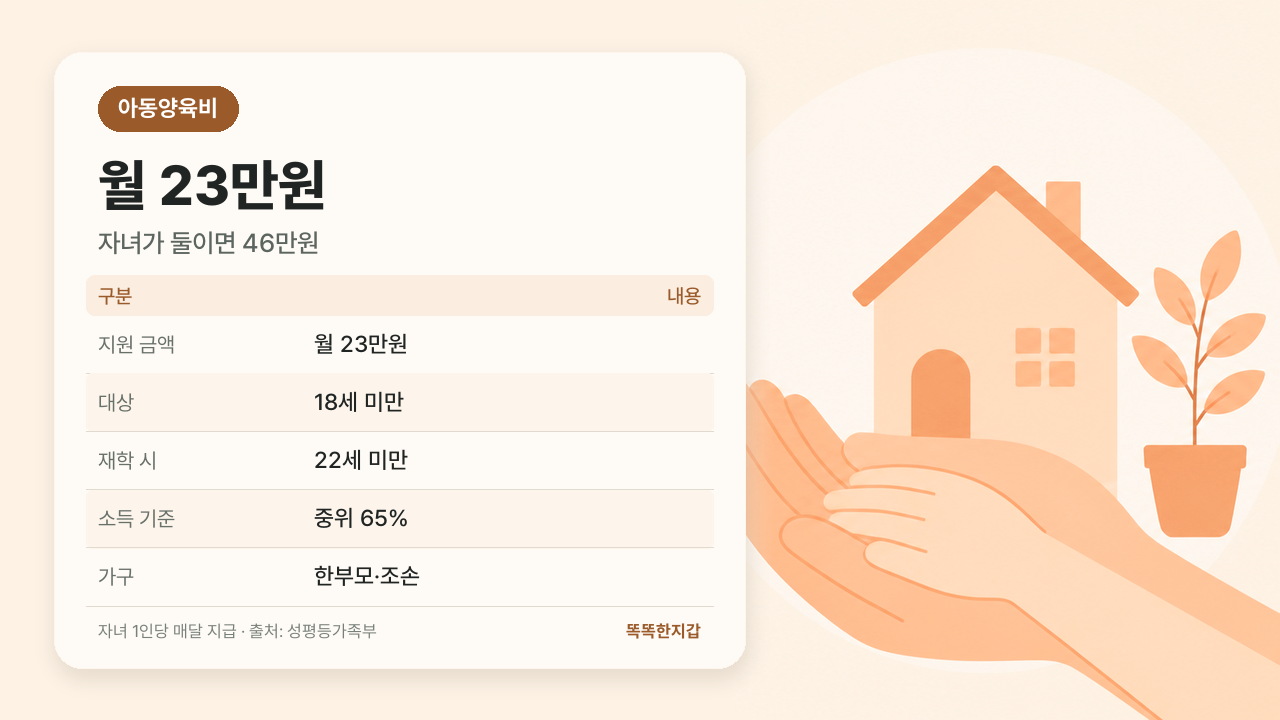 아동양육비
월 23만원
자녀가 둘이면 46만원
구분 내용
지원 금액 월 23만원
대상 18세 미만
재학 시 22세 미만
소득 기준 중위 65%
가구 한부모·조손
자녀 1인당 매달 지급 · 출처: 성평등가족부 똑똑한지갑